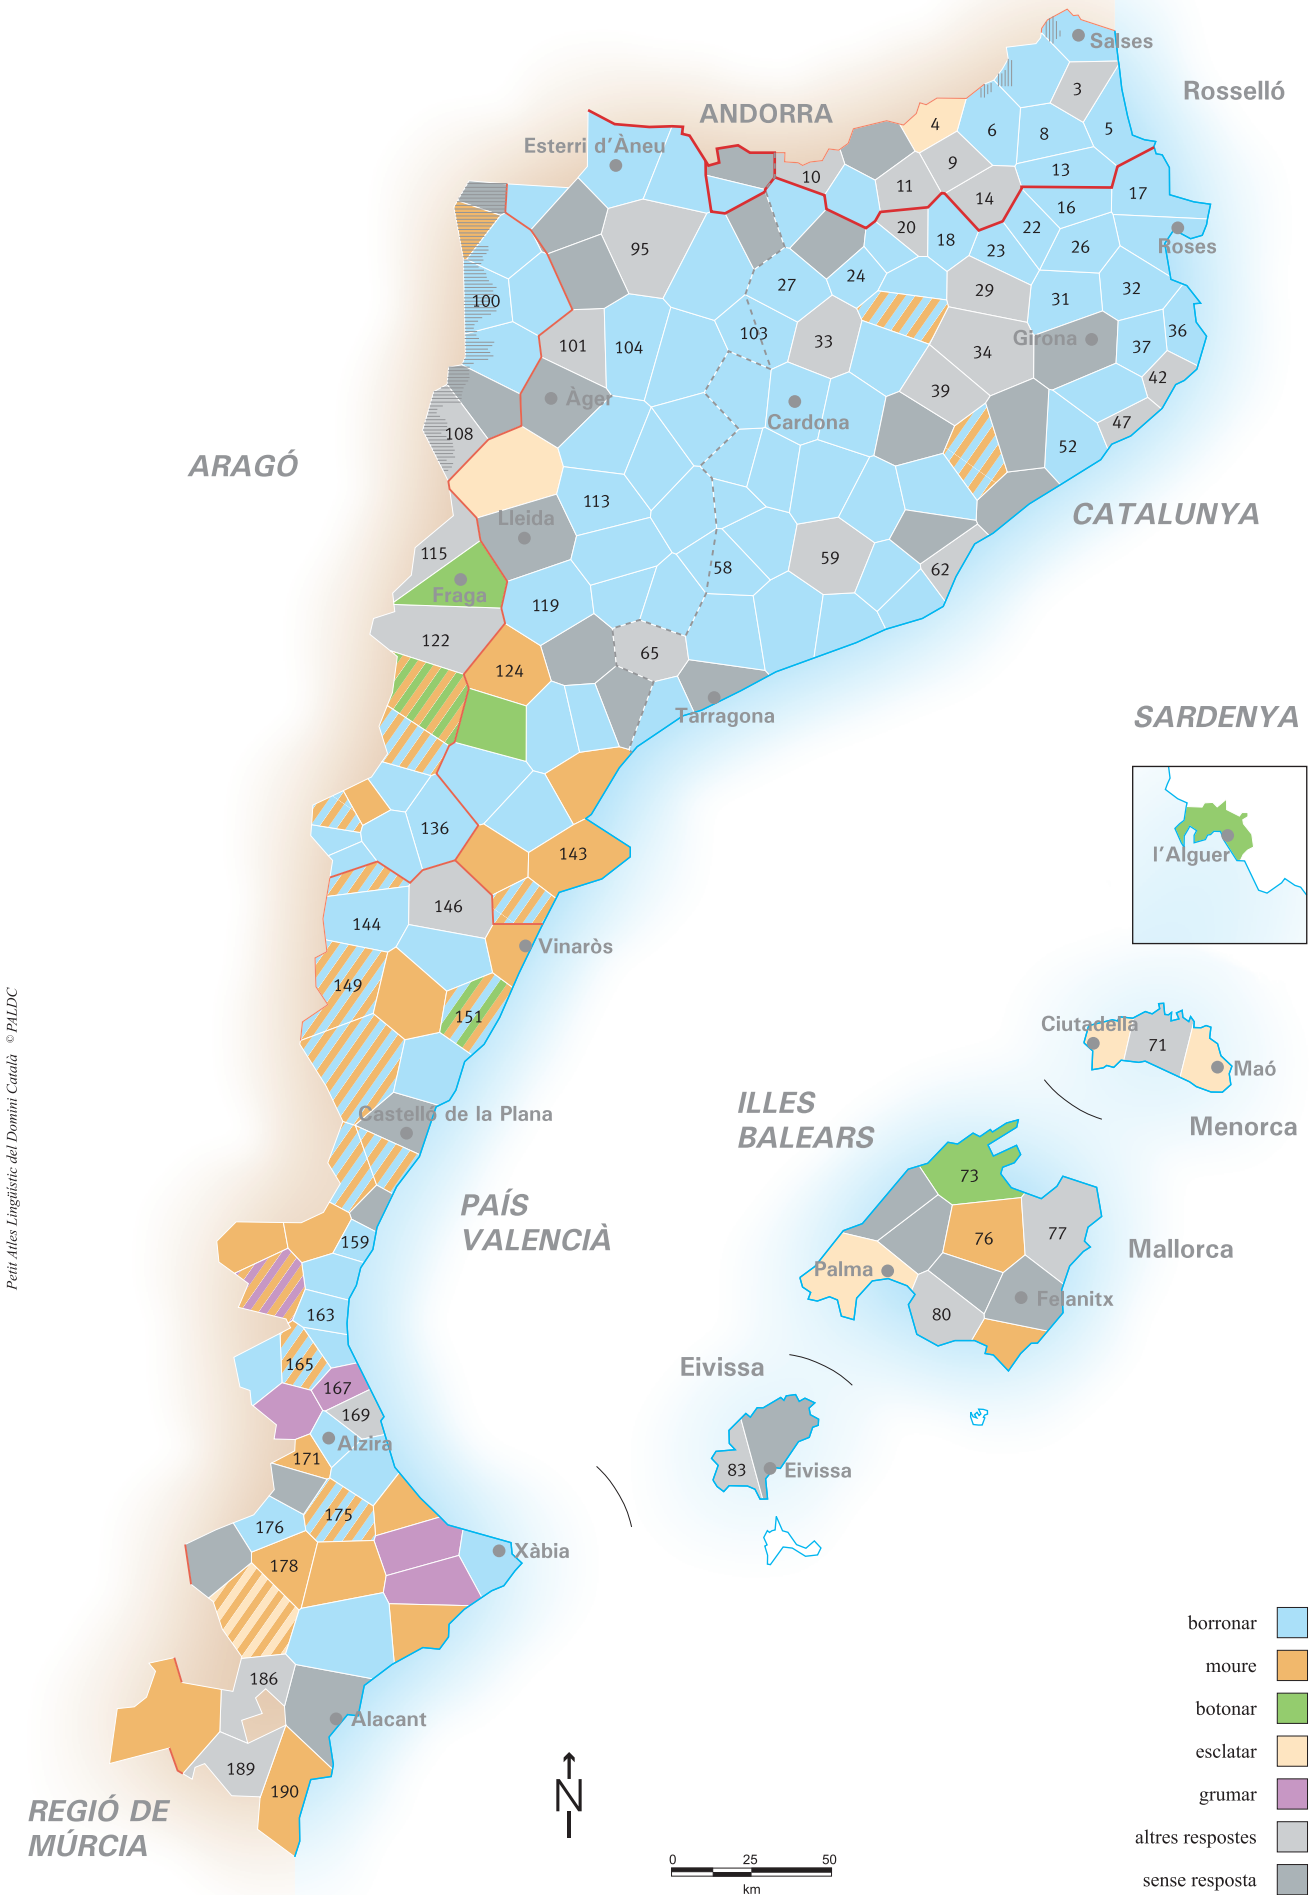 Salses
Rosselló
3
ANDORRA
4
6
8
5
Esterri d'Àneu
9
13
10
11
14
17
16
20
18
22
Roses
95
23
26
24
27
29
32
100
31
103
33
36
101
104
34
Girona
37
42
39
Àger
Cardona
47
108
52
ARAGÓ
113
CATALUNYA
Lleida
115
59
58
62
Fraga
119
122
65
124
Tarragona
SARDENYA
136
143
l'Alguer
146
144
Vinaròs
149
151
Ciutadella
71
Maó
Castelló de la Plana
ILLES
BALEARS
Menorca
73
PAÍS
VALENCIÀ
159
76
77
Mallorca
Palma
Felanitx
163
80
165
Eivissa
167
169
Alzira
171
83
Eivissa
175
176
Xàbia
178
186
Alacant
189
190
REGIÓ DE
MÚRCIA
N
0 25 50
km
borronar
moure
botonar
esclatar
grumar
altres respostes
sense resposta
Petit Atles Lingüístic del Domini Català © PALDC